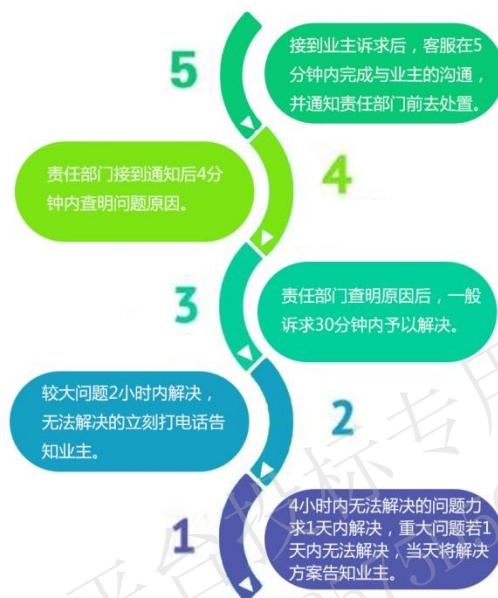 5
接到业主诉求后，客服在5
分钟内完成与业主的沟通，
并通知责任部门前去处置。
责任部门接到通知后4分
钟内查明问题原因。
4
3
责任部门查明原因后，一般
诉求30分钟内予以解决。
较大问题2小时内解决，
无法解决的立刻打电话告
知业主。
2
1
4小时内无法解决的问题力
求1天内解决，重大问题若1
天内无法解决，当天将解决
方案告知业主。
平台投标专用